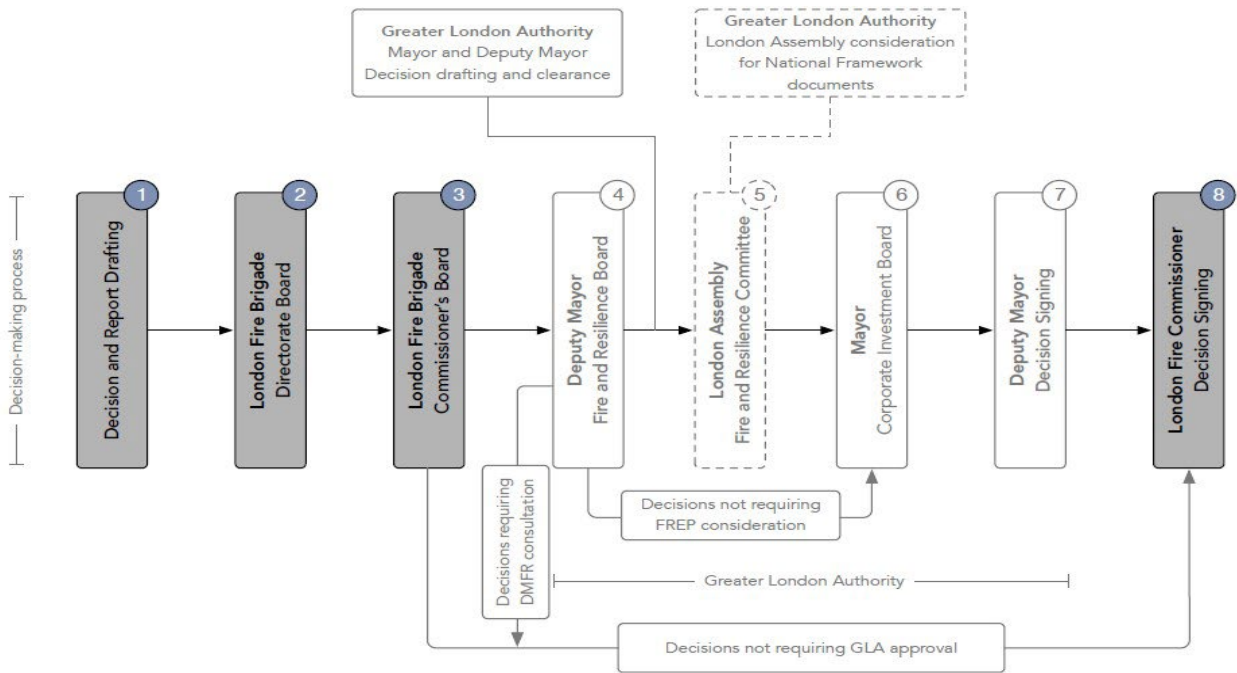 Greater London Authority
Mayor and Deputy Mayor
Decision drafting and clearance
Greater London Authority
London Assembly consideration
for National Framework
documents
Decision-making process
1
Decision and Report Drafting
2
London Fire Brigade
Directorate Board
3
London Fire Brigade
Commissioner's Board
4
Deputy Mayor
Fire and Resilience Board
5
London Assembly
Fire and Resilience Committee
6
Mayor
Corporate Investment Board
7
Deputy Mayor
Decision Signing
8
London Fire Commissioner
Decision Signing
Decisions requiring
DMFR consultation
Decisions not requiring
FREP consideration
Greater London Authority
Decisions not requiring GLA approval